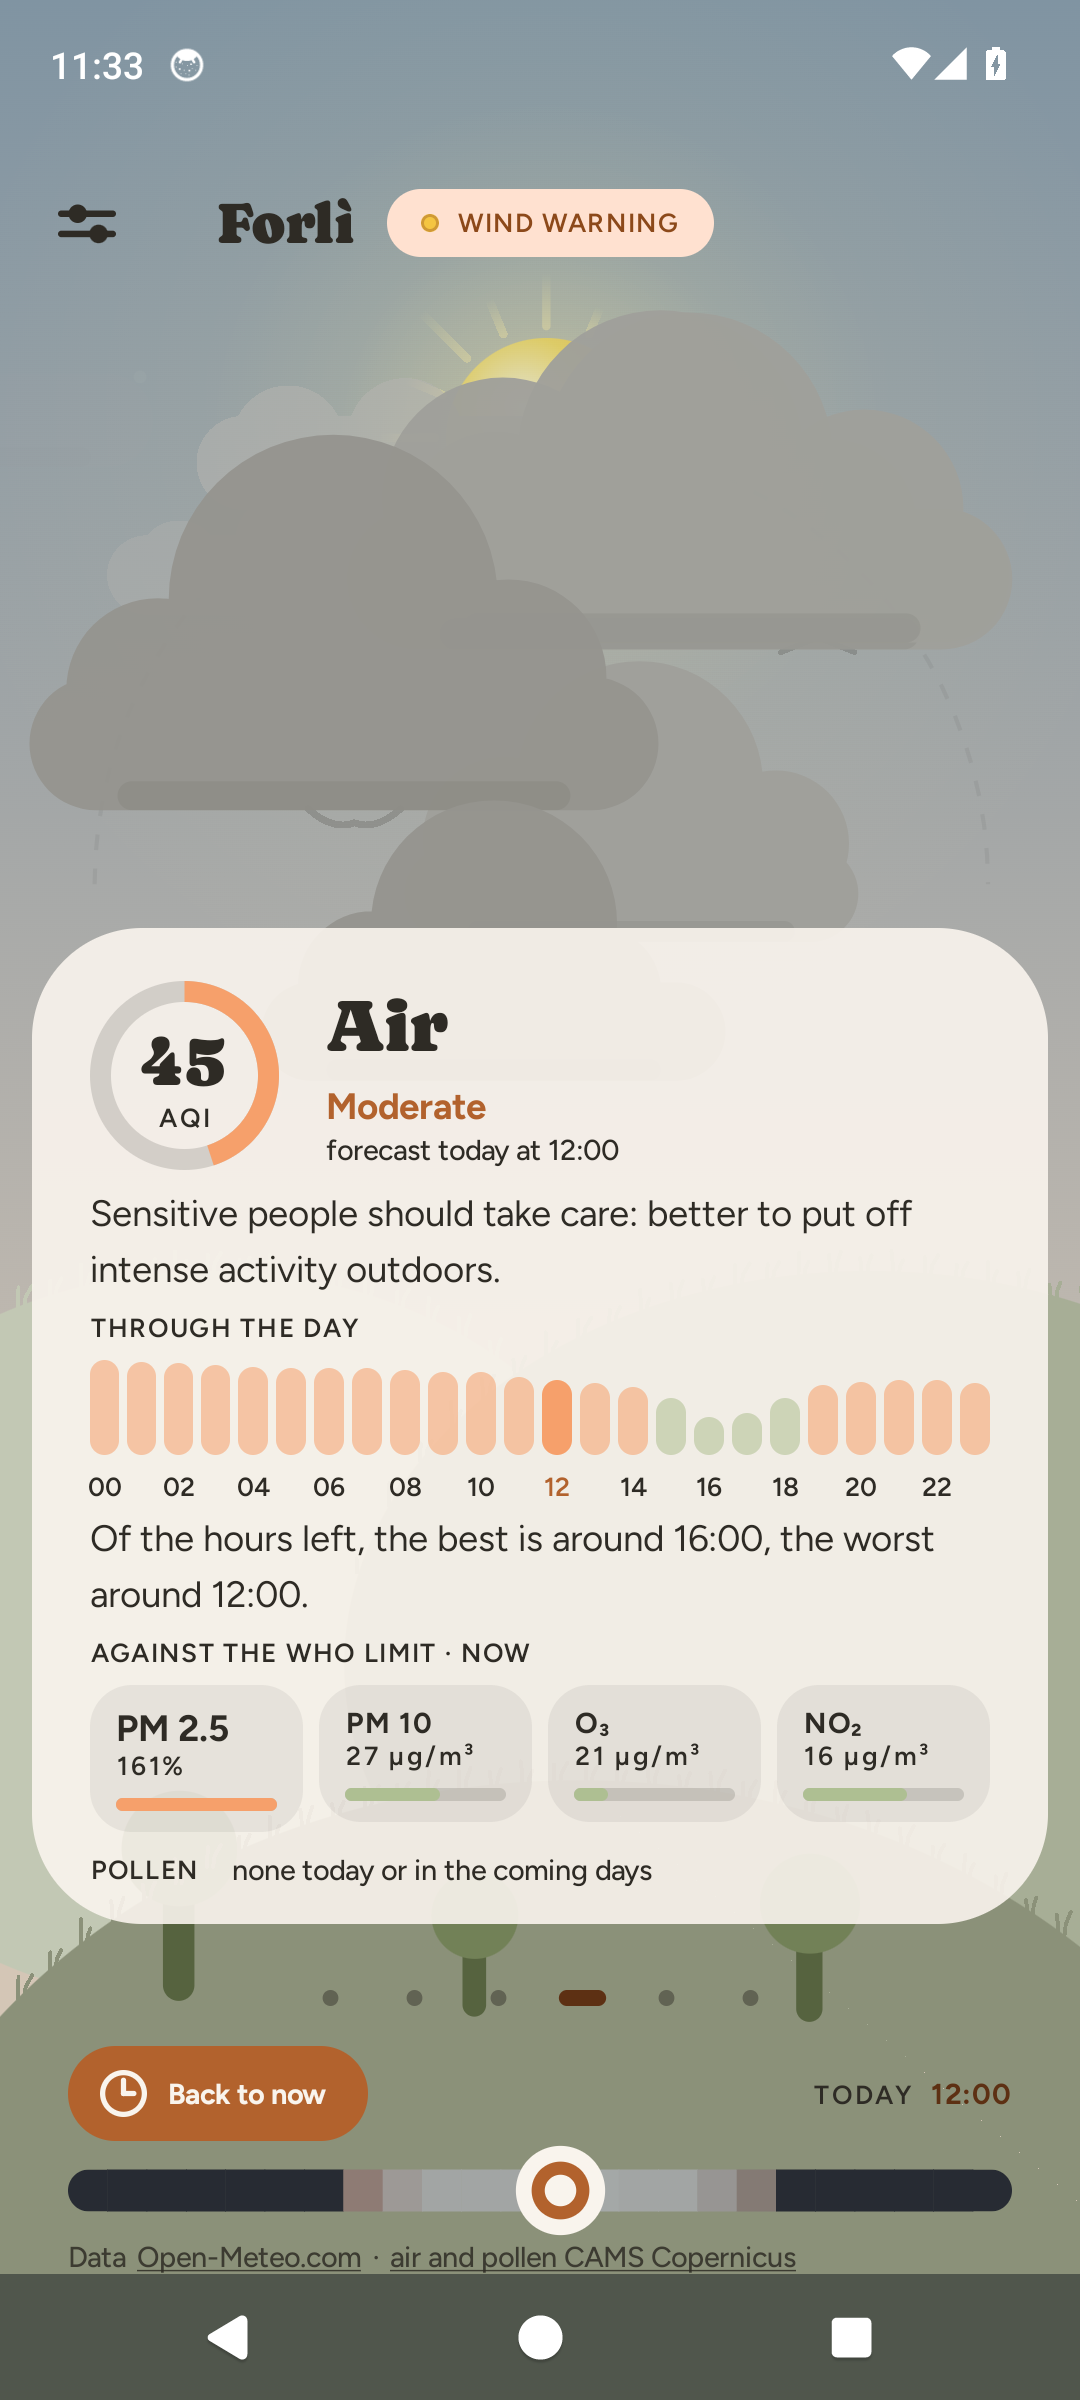 11:33
Forlì
WIND WARNING
45
AQI
Air
Moderate
forecast today at 12:00
Sensitive people should take care: better to put off
intense activity outdoors.
THROUGH THE DAY
00 02 04 06 08 10 12 14 16 18 20 22
Of the hours left, the best is around 16:00, the worst
around 12:00.
AGAINST THE WHO LIMIT · NOW
PM 2.5
161%
PM 10
27 µg/m³
O₃
21 µg/m³
NO₂
16 µg/m³
POLLEN none today or in the coming days
Back to now
TODAY 12:00
Data Open-Meteo.com · air and pollen CAMS Copernicus